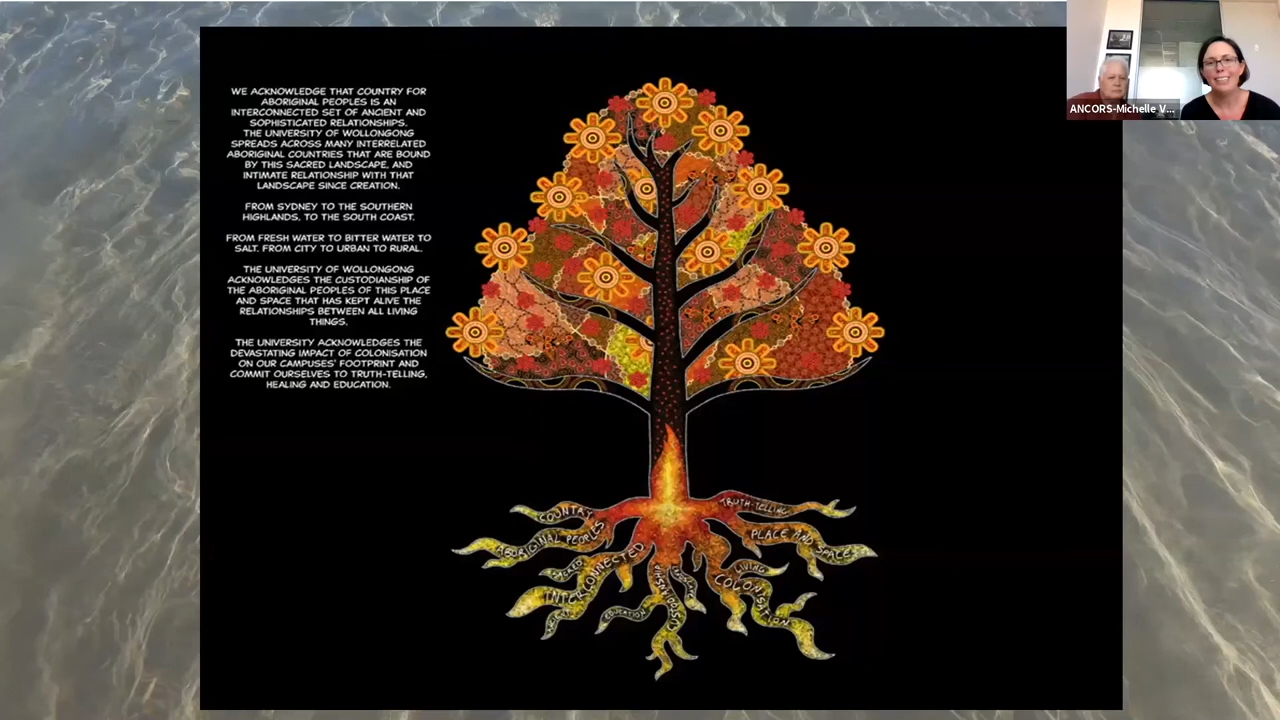 WE ACKNOWLEDGE THAT COUNTRY FOR
ABORIGINAL PEOPLES IS AN
INTERCONNECTED SET OF ANCIENT AND
SOPHISTICATED RELATIONSHIPS.
THE UNIVERSITY OF WOLLONGONG
SPREADS ACROSS MANY INTERRELATED
ABORIGINAL COUNTRIES THAT ARE BOUND
BY THIS SACRED LANDSCAPE, AND
INTIMATE RELATIONSHIP WITH THAT
LANDSCAPE SINCE CREATION.
FROM SYDNEY TO THE SOUTHERN
HIGHLANDS, TO THE SOUTH COAST.
FROM FRESH WATER TO BITTER WATER TO
SALT. FROM CITY TO URBAN TO RURAL.
THE UNIVERSITY OF WOLLONGONG
ACKNOWLEDGES THE CUSTODIANSHIP OF
THE ABORIGINAL PEOPLES OF THIS PLACE
AND SPACE THAT HAS KEPT ALIVE THE
RELATIONSHIPS BETWEEN ALL LIVING
THINGS.
THE UNIVERSITY ACKNOWLEDGES THE
DEVASTATING IMPACT OF COLONISATION
ON OUR CAMPUSES' FOOTPRINT AND
COMMIT OURSELVES TO TRUTH-TELLING,
HEALING AND EDUCATION.
ANCORS-Michelle V...
COUNTRY
TRUTH-TELLING
ABORIGINAL PEOPLES
PLACE AND SPACE
SACRED
INTERCONNECTED
LIVING
COLONISATION
EDUCATION
CUSTODIANSHIP